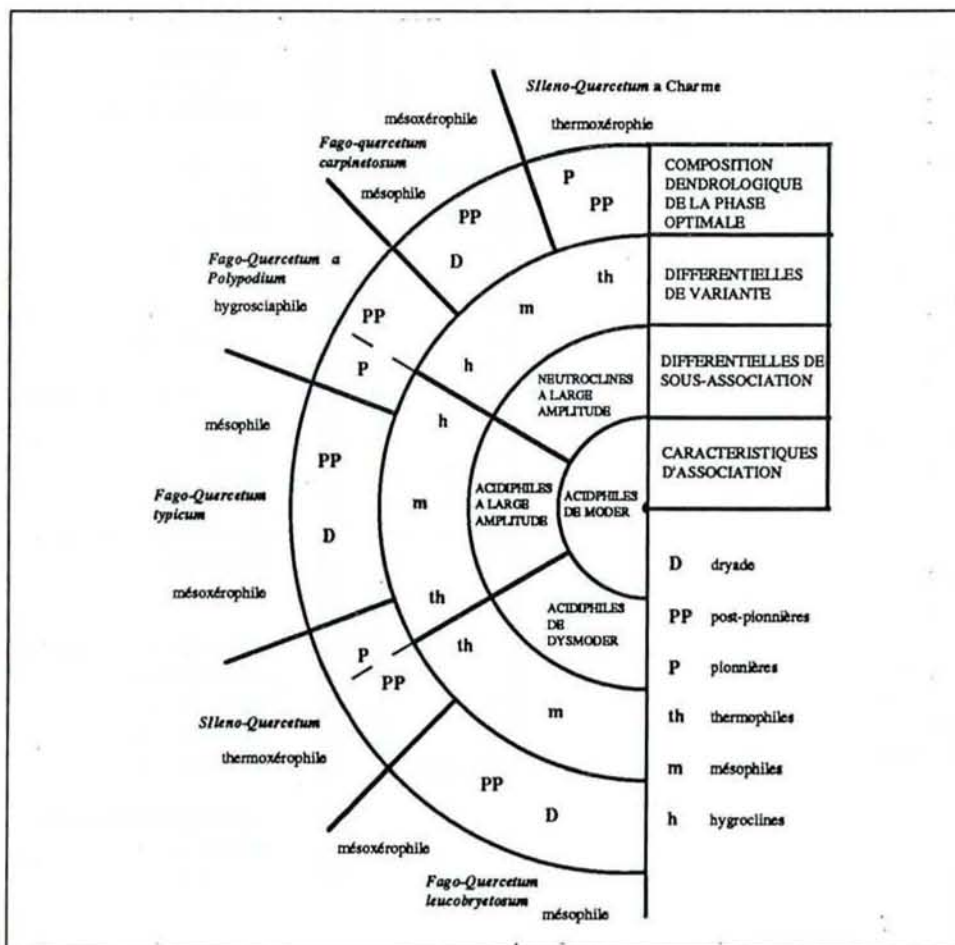 SIleno-Quercetum a Charme
mésoxérophile
thermoxérophie
Fago-quercetum
carpinetosum
mésophile
P
PP
PP
D
COMPOSITION
DENDROLOGIQUE
DE LA PHASE
OPTIMALE
Fago-Quercetum a
Polypodium
hygrosciaphile
th
m
DIFFERENTIELLES
DE VARIANTE
PP
P
h
NEUTROCLINES
A LARGE
AMPLITUDE
DIFFERENTIELLES DE
SOUS-ASSOCIATION
mésophile
h
CARACTERISTIQUES
D'ASSOCIATION
PP
Fago-Quercetum
typicum
D
m
ACIDIPHILES
A LARGE
AMPLITUDE
ACIDPHILES
DE MODER
mésoxérophile
th
ACIDIPHILES
DE
DYSMODER
P
PP
th
m
SIleno-Quercetum
thermoxérophile
PP
D
mésoxérophile
Fago-Quercetum
leucobryetosum
mésophile
D dryade
PP post-pionnières
P pionnières
th thermophiles
m mésophiles
h hygroclines